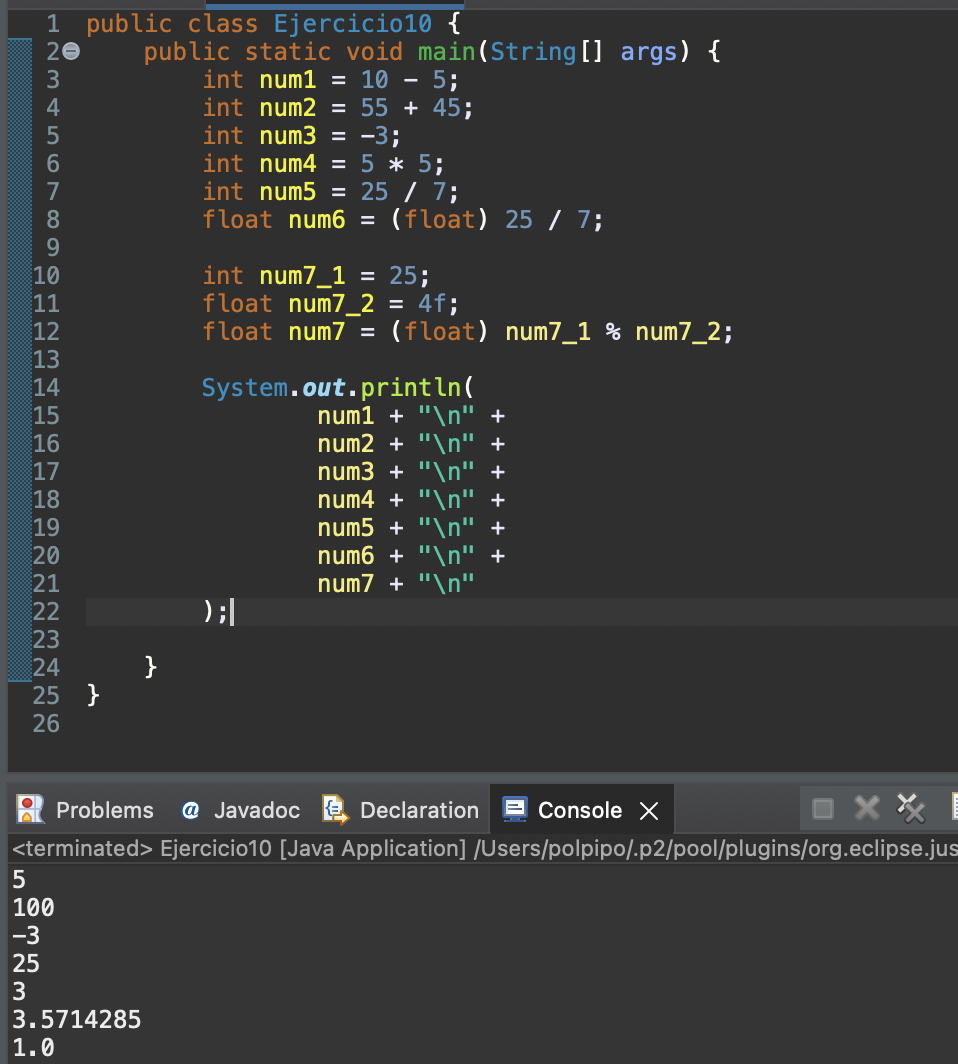 1 public class Ejercicio10 {
2 public static void main(String[] args) {
3 int num1 = 10 - 5;
4 int num2 = 55 + 45;
5 int num3 = -3;
6 int num4 = 5 * 5;
7 int num5 = 25 / 7;
8 float num6 = (float) 25 / 7;
9
10 int num7_1 = 25;
11 float num7_2 = 4f;
12 float num7 = (float) num7_1 % num7_2;
13
14 System.out.println(
15 num1 + "\n" +
16 num2 + "\n" +
17 num3 + "\n" +
18 num4 + "\n" +
19 num5 + "\n" +
20 num6 + "\n" +
21 num7 + "\n"
22 );
23
24 }
25 }
26
Problems @ Javadoc Declaration Console
<terminated> Ejercicio10 [Java Application] /Users/polpipo/.p2/pool/plugins/org.eclipse.jus
5
100
-3
25
3
3.5714285
1.0